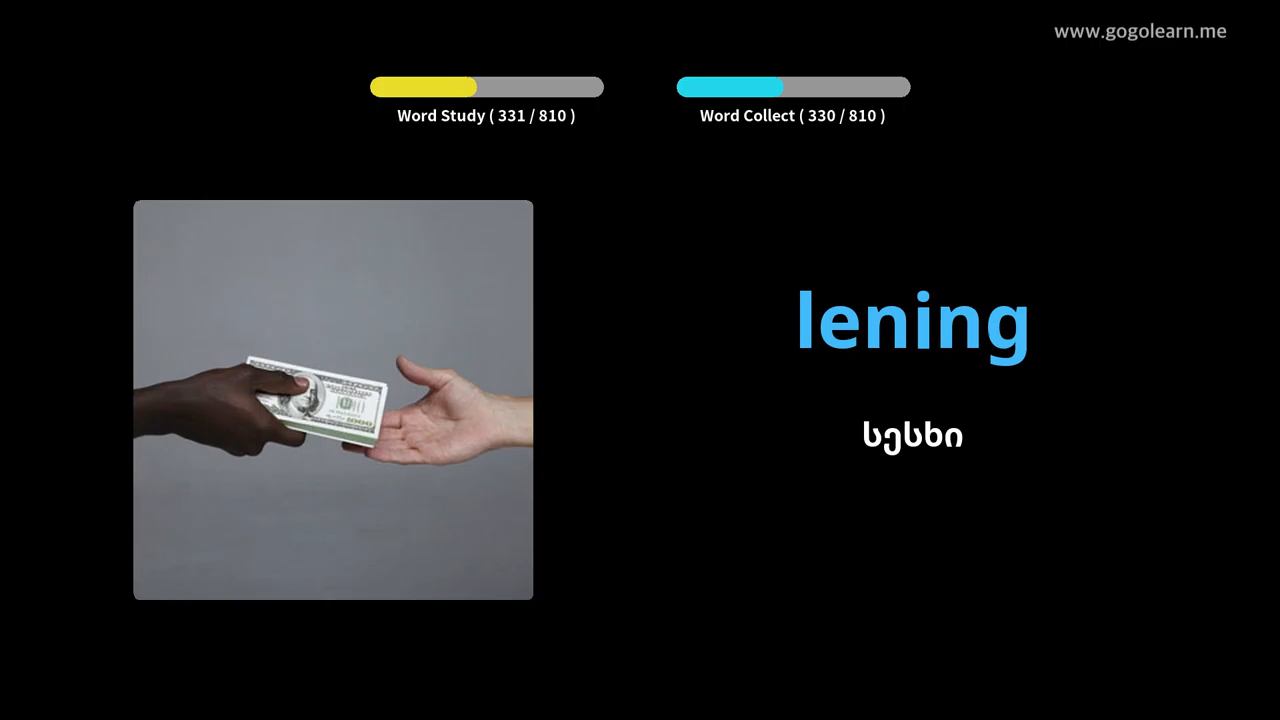 www.gogolearn.me
Word Study ( 331 / 810 )
Word Collect ( 330 / 810 )
lening
სესხი